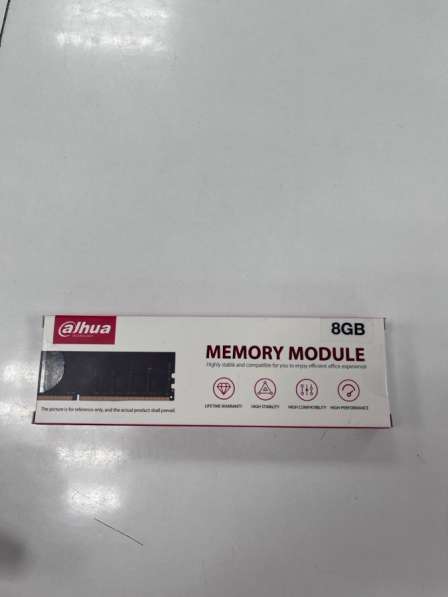 alhua
TECHNOLOGY
8GB
MEMORY MODULE
Highly stable and compatible for you to enjoy efficient office experience
LIFETIME WARRANTY
HIGH STABILITY
HIGH COMPATIBILITY
HIGH PERFORMANCE
The picture is for reference only, and the actual product shall prevail.